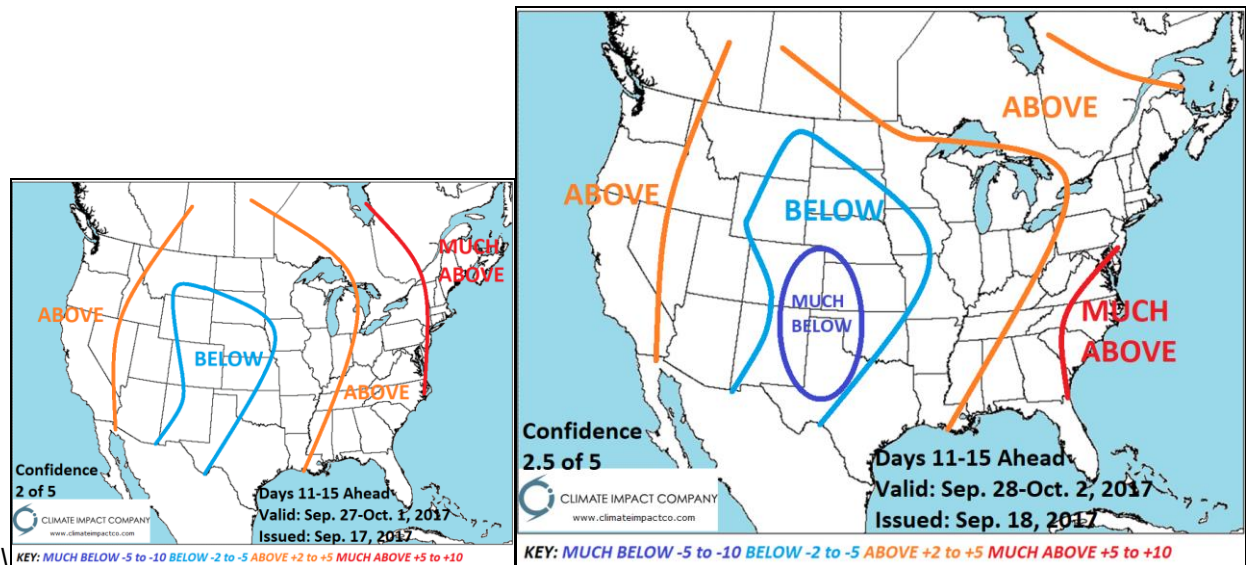 MUCH
ABOVE
ABOVE
BELOW
ABOVE
Confidence
2 of 5
Days 11-15 Ahead
Valid: Sep. 27-Oct. 1, 2017
Issued: Sep. 17, 2017
CLIMATE IMPACT COMPANY
www.climateimpactco.com
\
KEY: MUCH BELOW -5 to -10 BELOW -2 to -5 ABOVE +2 to +5 MUCH ABOVE +5 to +10
ABOVE
ABOVE
BELOW
MUCH
BELOW
MUCH
ABOVE
Confidence
2.5 of 5
Days 11-15 Ahead
Valid: Sep. 28-Oct. 2, 2017
Issued: Sep. 18, 2017
CLIMATE IMPACT COMPANY
www.climateimpactco.com
KEY: MUCH BELOW -5 to -10 BELOW -2 to -5 ABOVE +2 to +5 MUCH ABOVE +5 to +10